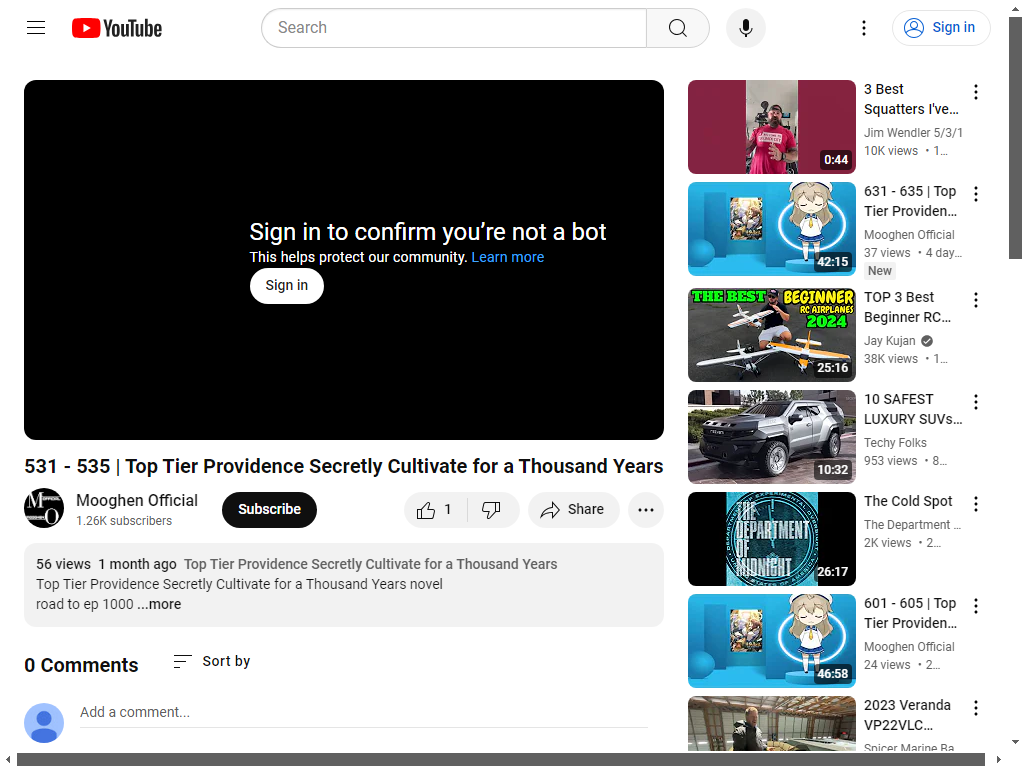 YouTube
Search
Sign in
Sign in to confirm you're not a bot
This helps protect our community. Learn more
Sign in
531 - 535 | Top Tier Providence Secretly Cultivate for a Thousand Years
Mooghen Official
1.26K subscribers
Subscribe
1
Share
56 views 1 month ago Top Tier Providence Secretly Cultivate for a Thousand Years
Top Tier Providence Secretly Cultivate for a Thousand Years novel
road to ep 1000 ...more
0 Comments
Sort by
Add a comment...
0:44
3 Best
Squatters I've...
Jim Wendler 5/3/1
10K views • 1...
42:15
631 - 635 | Top
Tier Providen...
Mooghen Official
37 views • 4 day...
New
THE BEST BEGINNER
RC AIRPLANES
2024
25:16
TOP 3 Best
Beginner RC...
Jay Kujan
38K views • 1...
10:32
10 SAFEST
LUXURY SUVs...
Techy Folks
953 views • 8...
THE
DEPARTMENT
OF
MIDNIGHT
26:17
The Cold Spot
The Department ...
2K views • 2...
46:58
601 - 605 | Top
Tier Providen...
Mooghen Official
24 views • 2...
2023 Veranda
VP22VLC...
Spicer Marine Ba